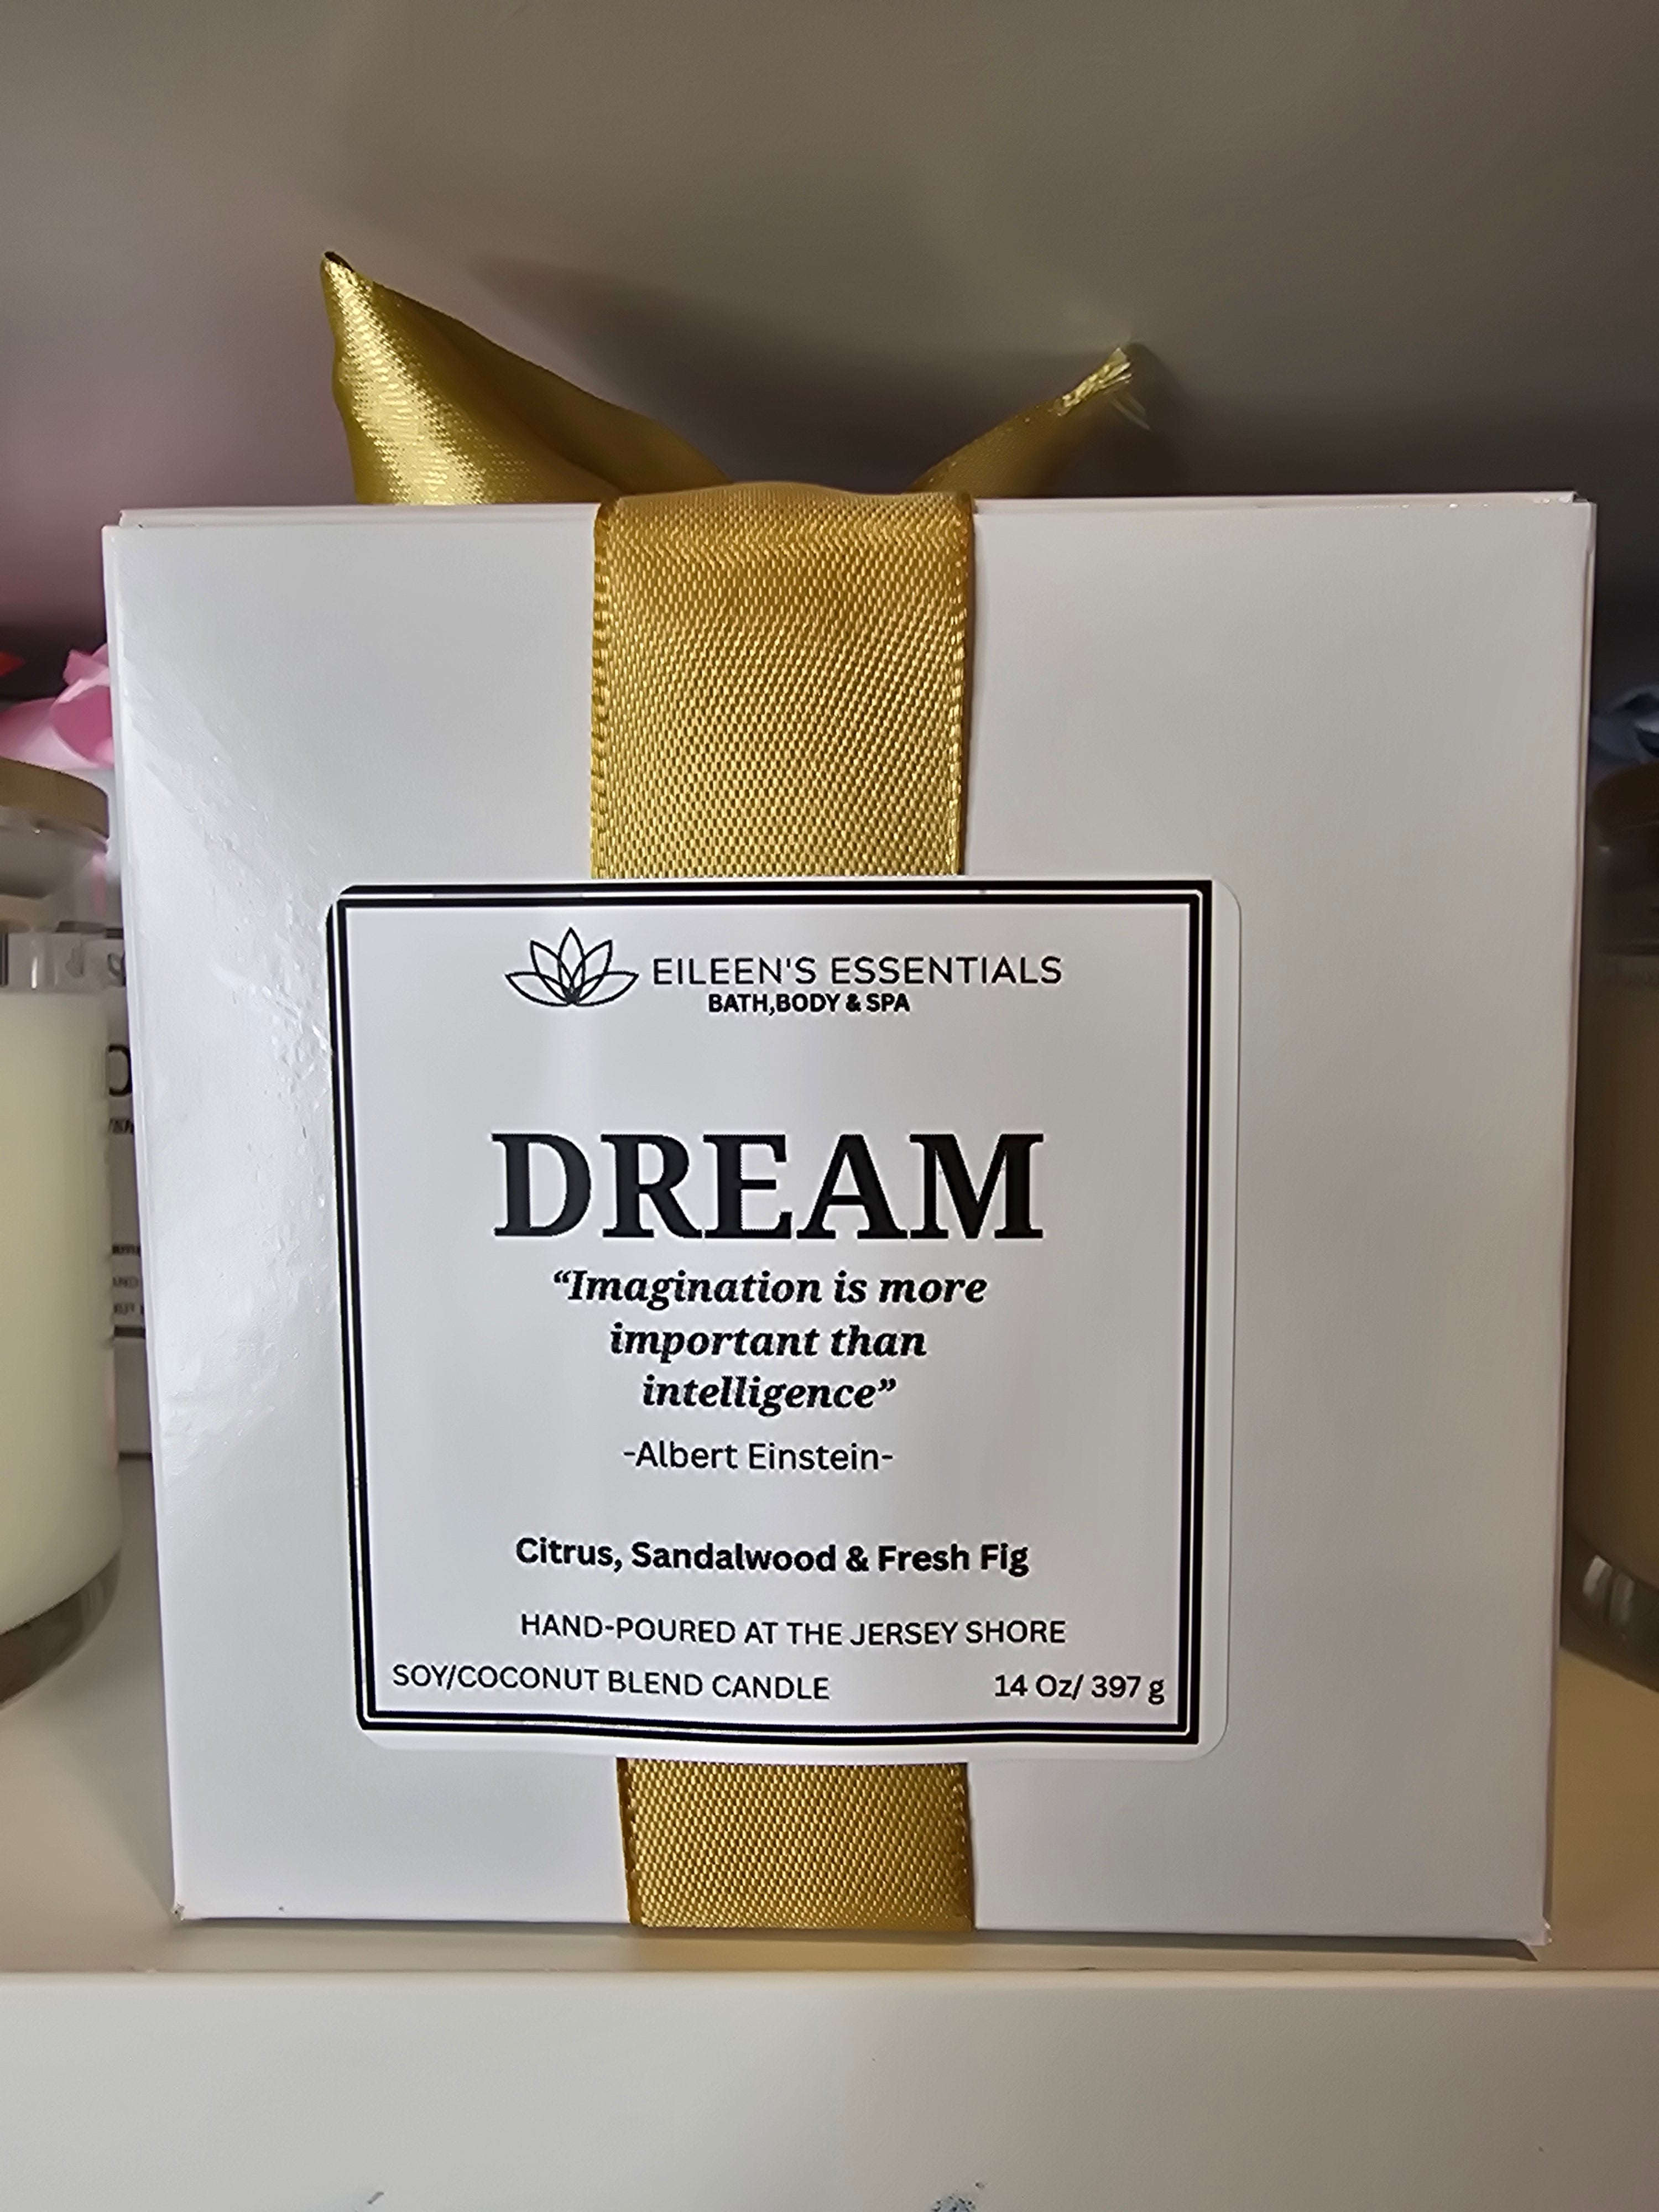 EILEEN'S ESSENTIALS
BATH,BODY & SPA
DREAM
“Imagination is more
important than
intelligence”
-Albert Einstein-
Citrus, Sandalwood & Fresh Fig
HAND-POURED AT THE JERSEY SHORE
SOY/COCONUT BLEND CANDLE 14 Oz/ 397 g